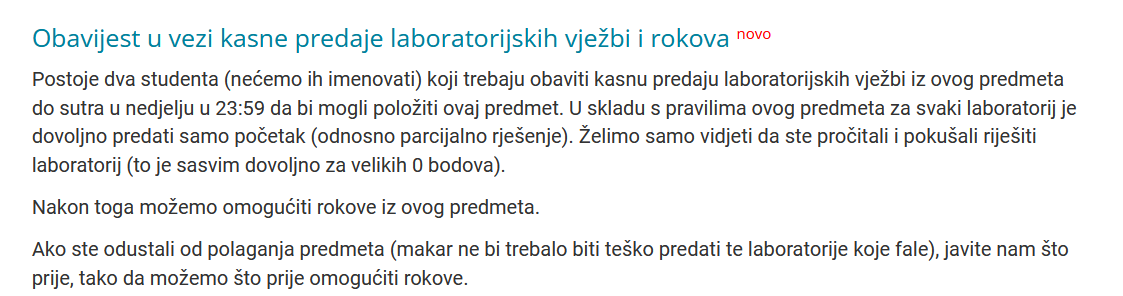 Obavijest u vezi kasne predaje laboratorijskih vježbi i rokova novo
Postoje dva studenta (nećemo ih imenovati) koji trebaju obaviti kasnu predaju laboratorijskih vježbi iz ovog predmeta
do sutra u nedjelju u 23:59 da bi mogli položiti ovaj predmet. U skladu s pravilima ovog predmeta za svaki laboratorij je
dovoljno predati samo početak (odnosno parcijalno rješenje). Želimo samo vidjeti da ste pročitali i pokušali riješiti
laboratorij (to je sasvim dovoljno za velikih 0 bodova).
Nakon toga možemo omogućiti rokove iz ovog predmeta.
Ako ste odustali od polaganja predmeta (makar ne bi trebalo biti teško predati te laboratorije koje fale), javite nam što
prije, tako da možemo što prije omogućiti rokove.